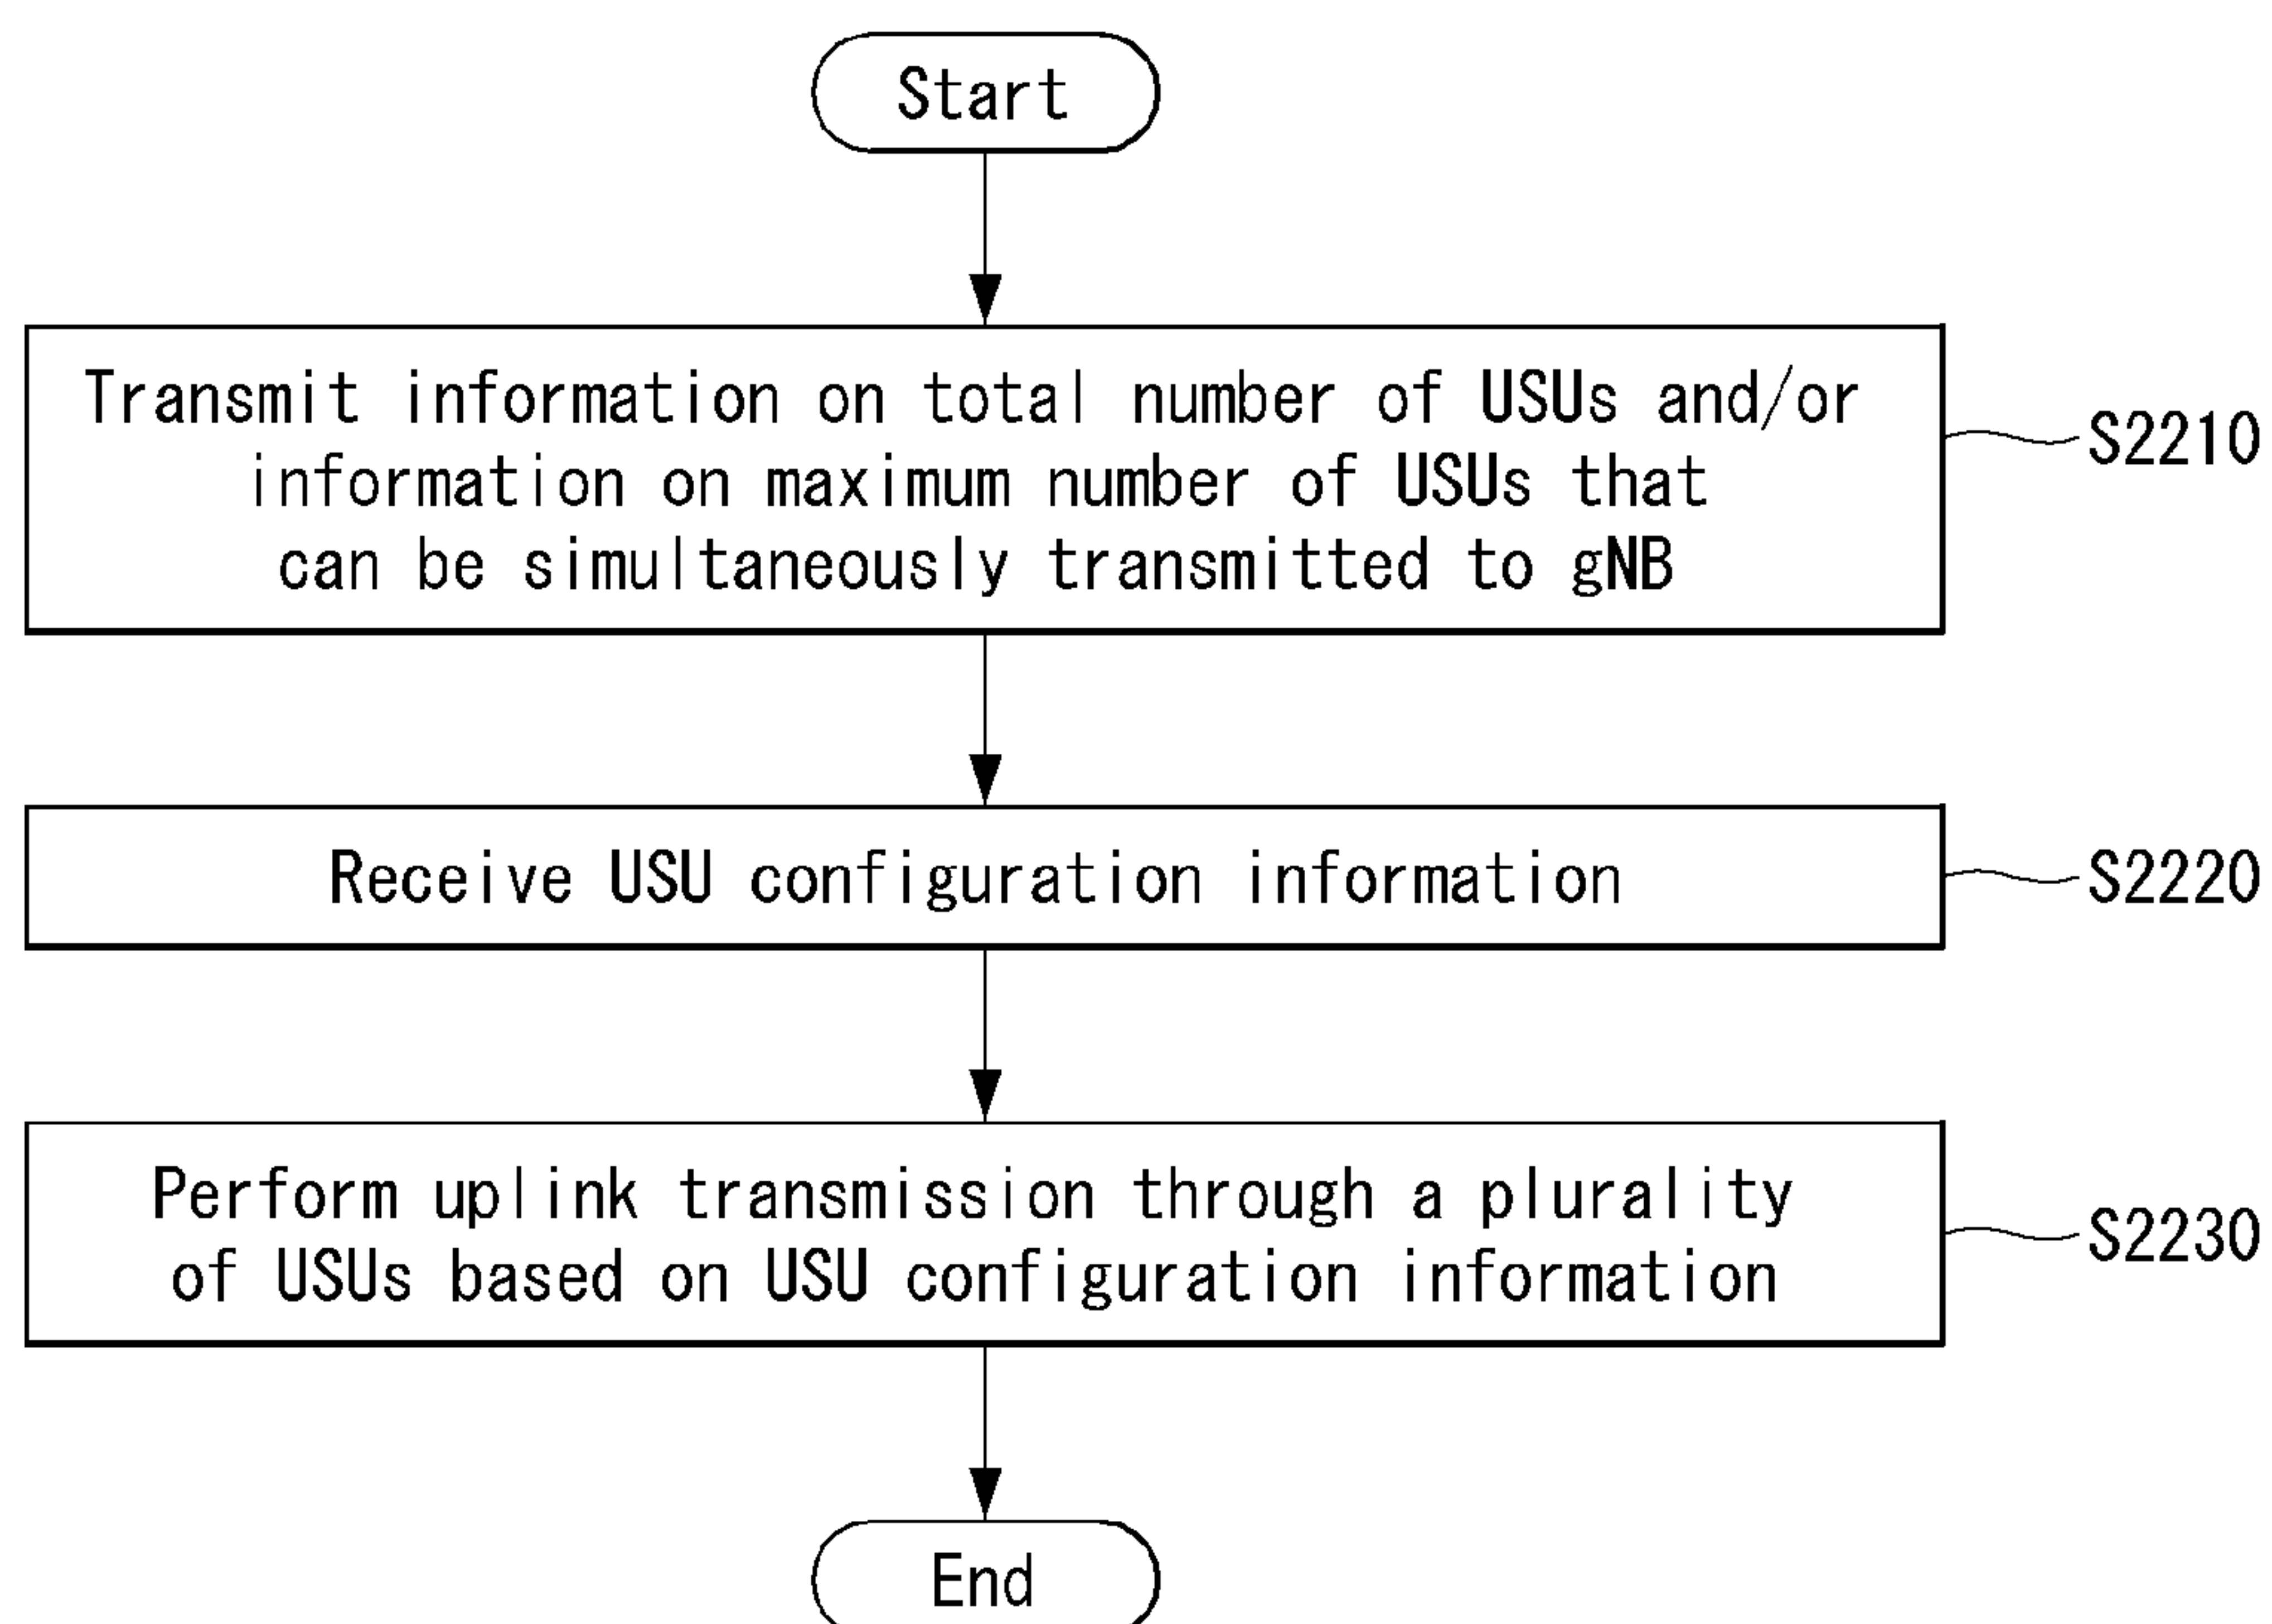 Start
Transmit information on total number of USUs and/or
information on maximum number of USUs that
can be simultaneously transmitted to gNB
S2210
Receive USU configuration information
S2220
Perform uplink transmission through a plurality
of USUs based on USU configuration information
S2230
End